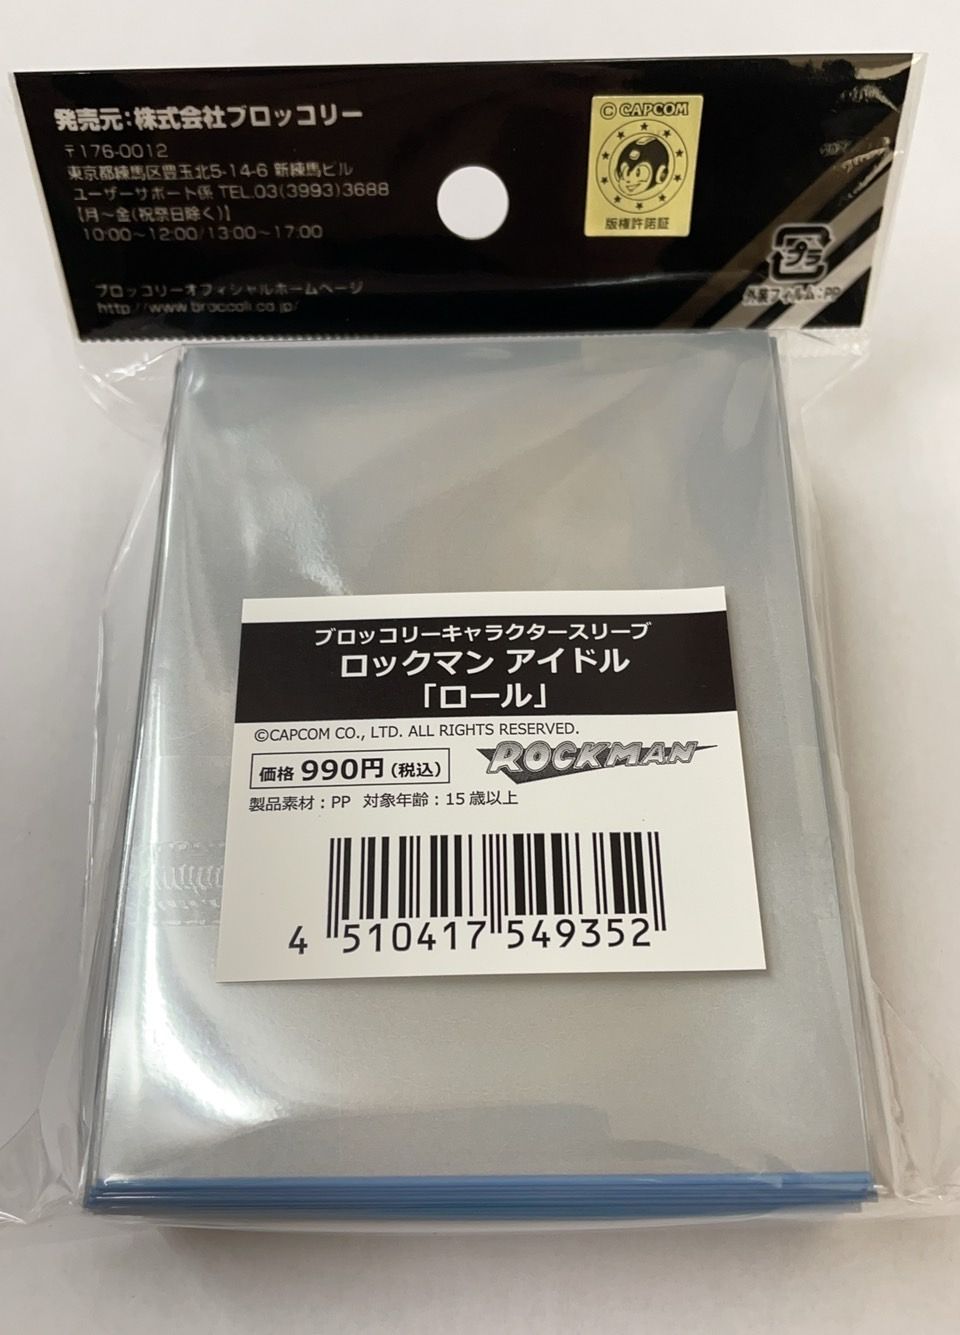 発売元:株式会社ブロッコリー
〒176-0012
東京都練馬区豊玉北5-14-6 新練馬ビル
ユーザーサポート係 TEL.03(3993)3688
【月～金(祝祭日除く)】
10:00～12:00/13:00～17:00
ブロッコリーオフィシャルホームページ
http://www.broccoli.co.jp/
© CAPCOM
版権許諾証
プラ
外装フィルム:PP
ブロッコリーキャラクタースリーブ
ロックマン アイドル
「ロール」
©CAPCOM CO., LTD. ALL RIGHTS RESERVED.
価格 990円 (税込)
ROCKMAN
製品素材：PP 対象年齢：15歳以上
4 510417 549352